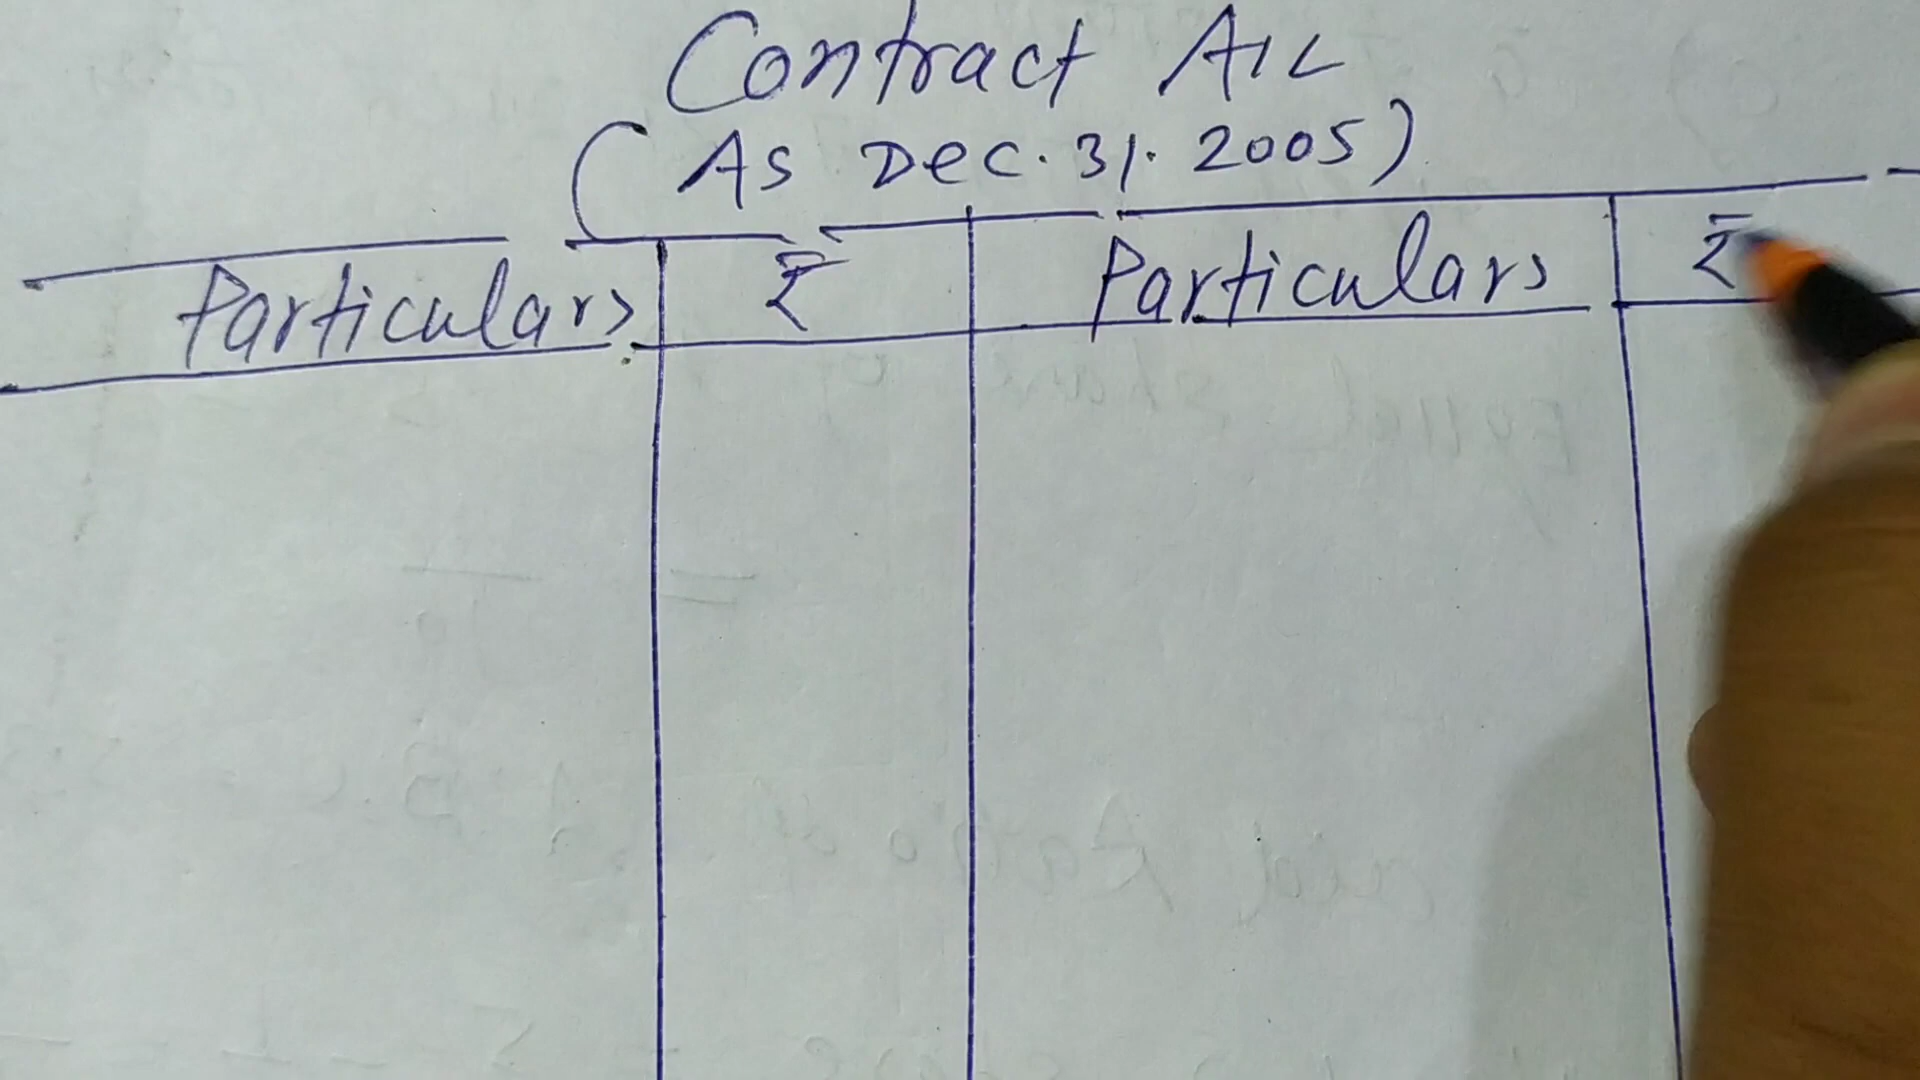 Contract A/C
(As Dec. 31. 2005)
Particulars ₹ Particulars ₹